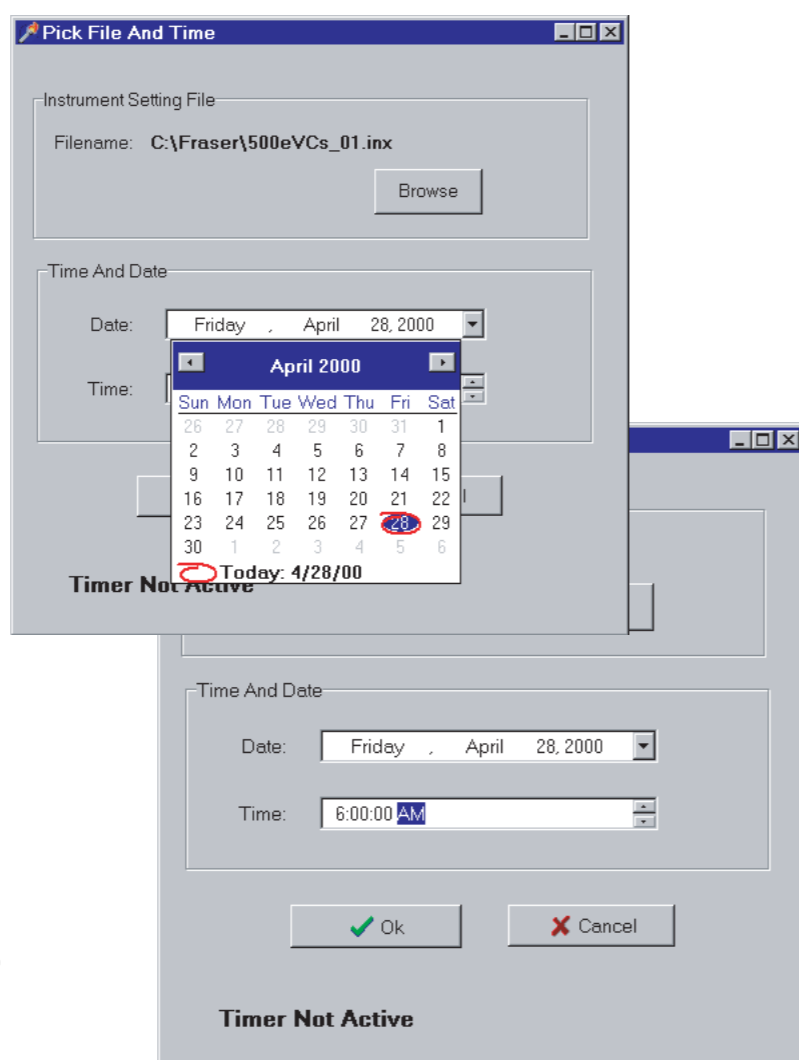 Pick File And Time
Instrument Setting File
Filename: C:\Fraser\500eVCs_01.inx
Browse
Time And Date
Date: Friday , April 28, 2000
April 2000
Time:
Sun Mon Tue Wed Thu Fri Sat
26 27 28 29 30 31 1
2 3 4 5 6 7 8
9 10 11 12 13 14 15
16 17 18 19 20 21 22
23 24 25 26 27 28 29
30 1 2 3 4 5 6
Today: 4/28/00
Timer Not Active
Time And Date
Date: Friday , April 28, 2000
Time: 6:00:00 AM
Ok
Cancel
Timer Not Active